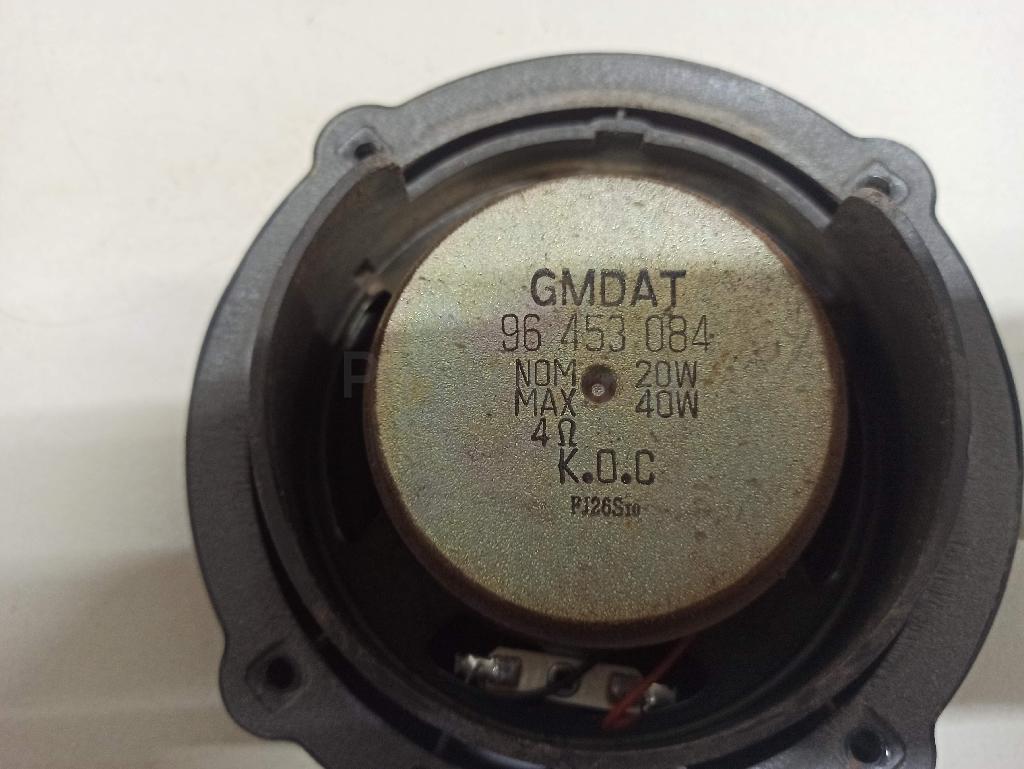 GMDAT
96 453 084
NOM 20W
MAX 40W
4Ω
K.O.C
PJ26S10